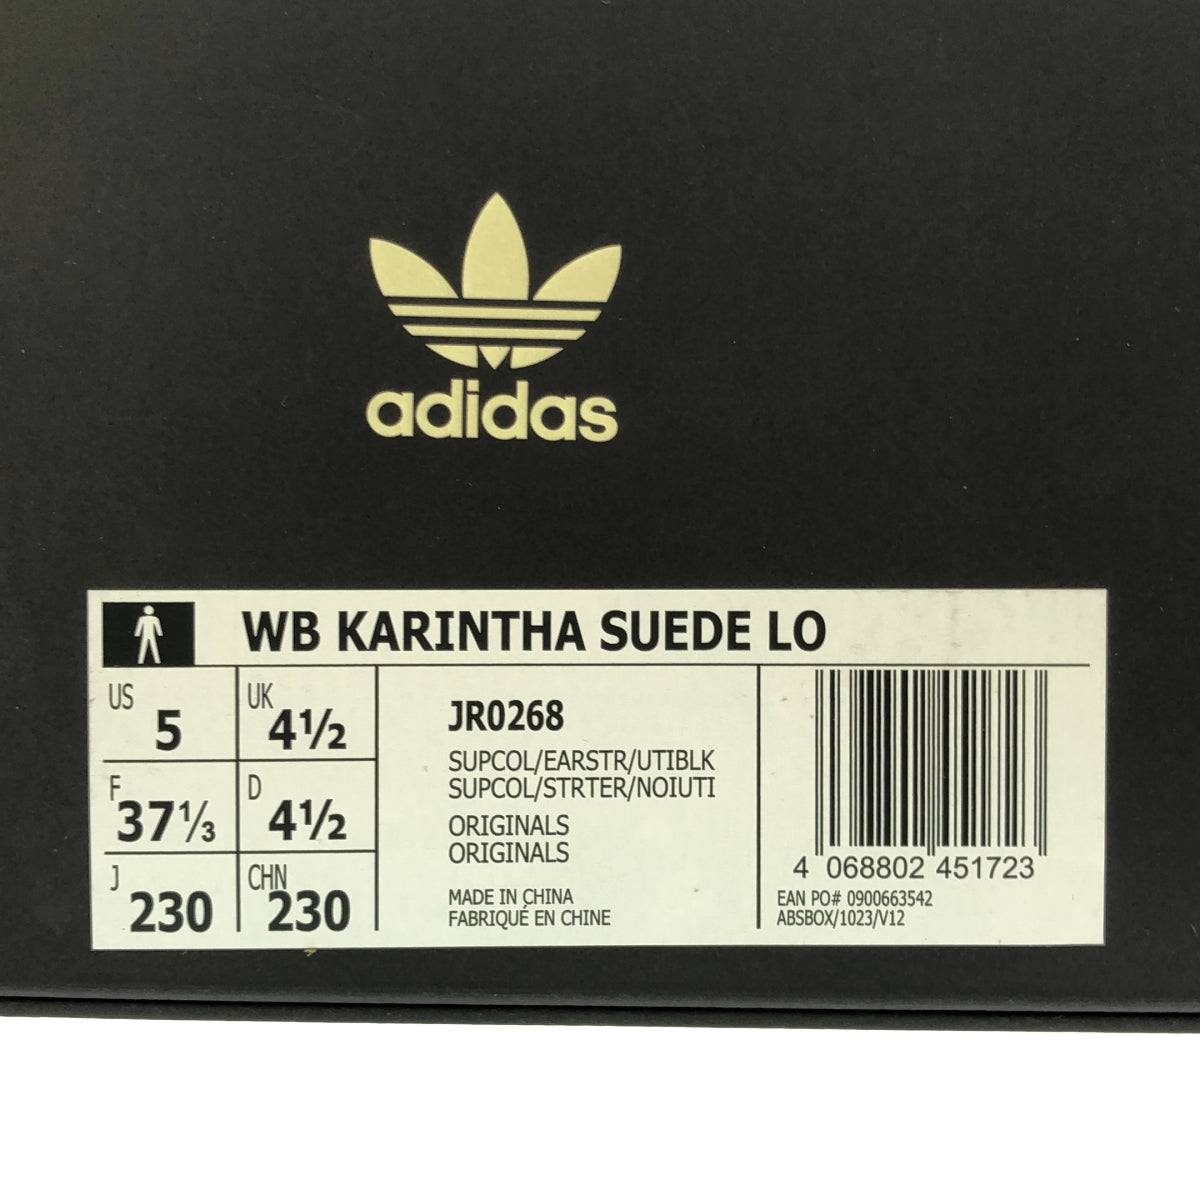 adidas
WB KARINTHA SUEDE LO
US 5
UK 4½
F 37⅓
D 4½
J 230
CHN 230
JR0268
SUPCOL/EARSTR/UTIBLK
SUPCOL/STRTER/NOIUTI
ORIGINALS
ORIGINALS
MADE IN CHINA
FABRIQUÉ EN CHINE
4 068802 451723
EAN PO# 0900663542
ABSBOX/1023/V12